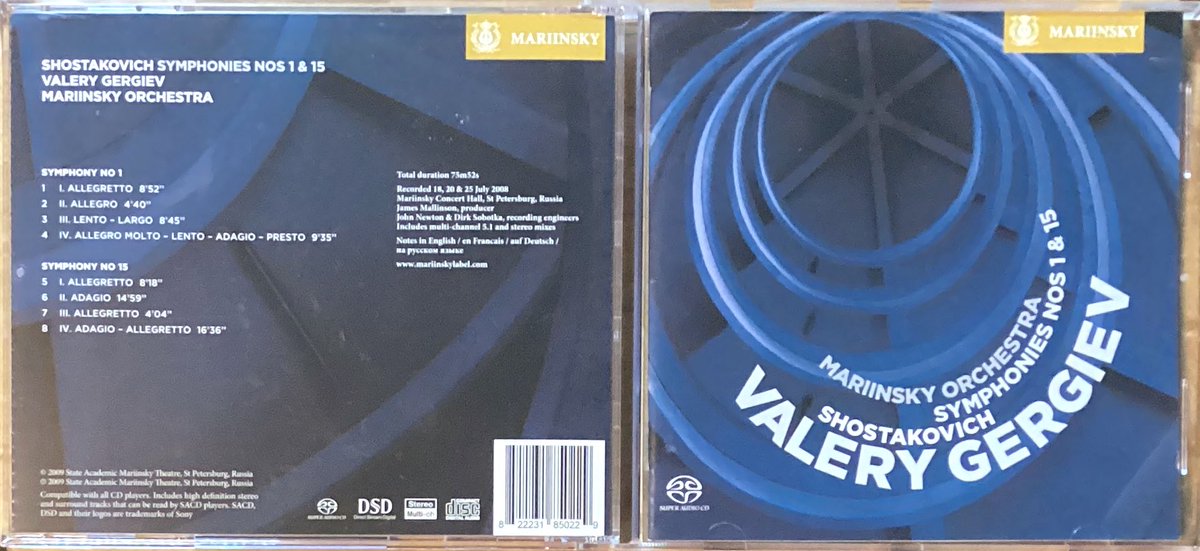 MARIINSKY
SHOSTAKOVICH SYMPHONIES NOS 1 & 15
VALERY GERGIEV
MARIINSKY ORCHESTRA
SYMPHONY NO 1
1 I. ALLEGRETTO 8'52"
2 II. ALLEGRO 4'40"
3 III. LENTO – LARGO 8'45"
4 IV. ALLEGRO MOLTO – LENTO – ADAGIO – PRESTO 9'35"
SYMPHONY NO 15
5 I. ALLEGRETTO 8'18"
6 II. ADAGIO 14'59"
7 III. ALLEGRETTO 4'04"
8 IV. ADAGIO – ALLEGRETTO 16'36"
Total duration 75m52s
Recorded 18, 20 & 25 July 2008
Mariinsky Concert Hall, St Petersburg, Russia
James Mallinson, producer
John Newton & Dirk Sobotka, recording engineers
Includes multi-channel 5.1 and stereo mixes
Notes in English / en Francais / auf Deutsch /
на русском языке
www.mariinskylabel.com
© 2009 State Academic Mariinsky Theatre, St Petersburg, Russia
℗ 2009 State Academic Mariinsky Theatre, St Petersburg, Russia
Compatible with all CD players. Includes high definition stereo
and surround tracks that can be read by SACD players. SACD,
DSD and their logos are trademarks of Sony
SUPER AUDIO CD
DSD
Direct Stream Digital
Stereo
Multi-ch
COMPACT
disc
DIGITAL AUDIO
8 22231 85022 9
MARIINSKY
MARIINSKY ORCHESTRA
SHOSTAKOVICH
SYMPHONIES NOS 1 & 15
VALERY GERGIEV
SUPER AUDIO CD